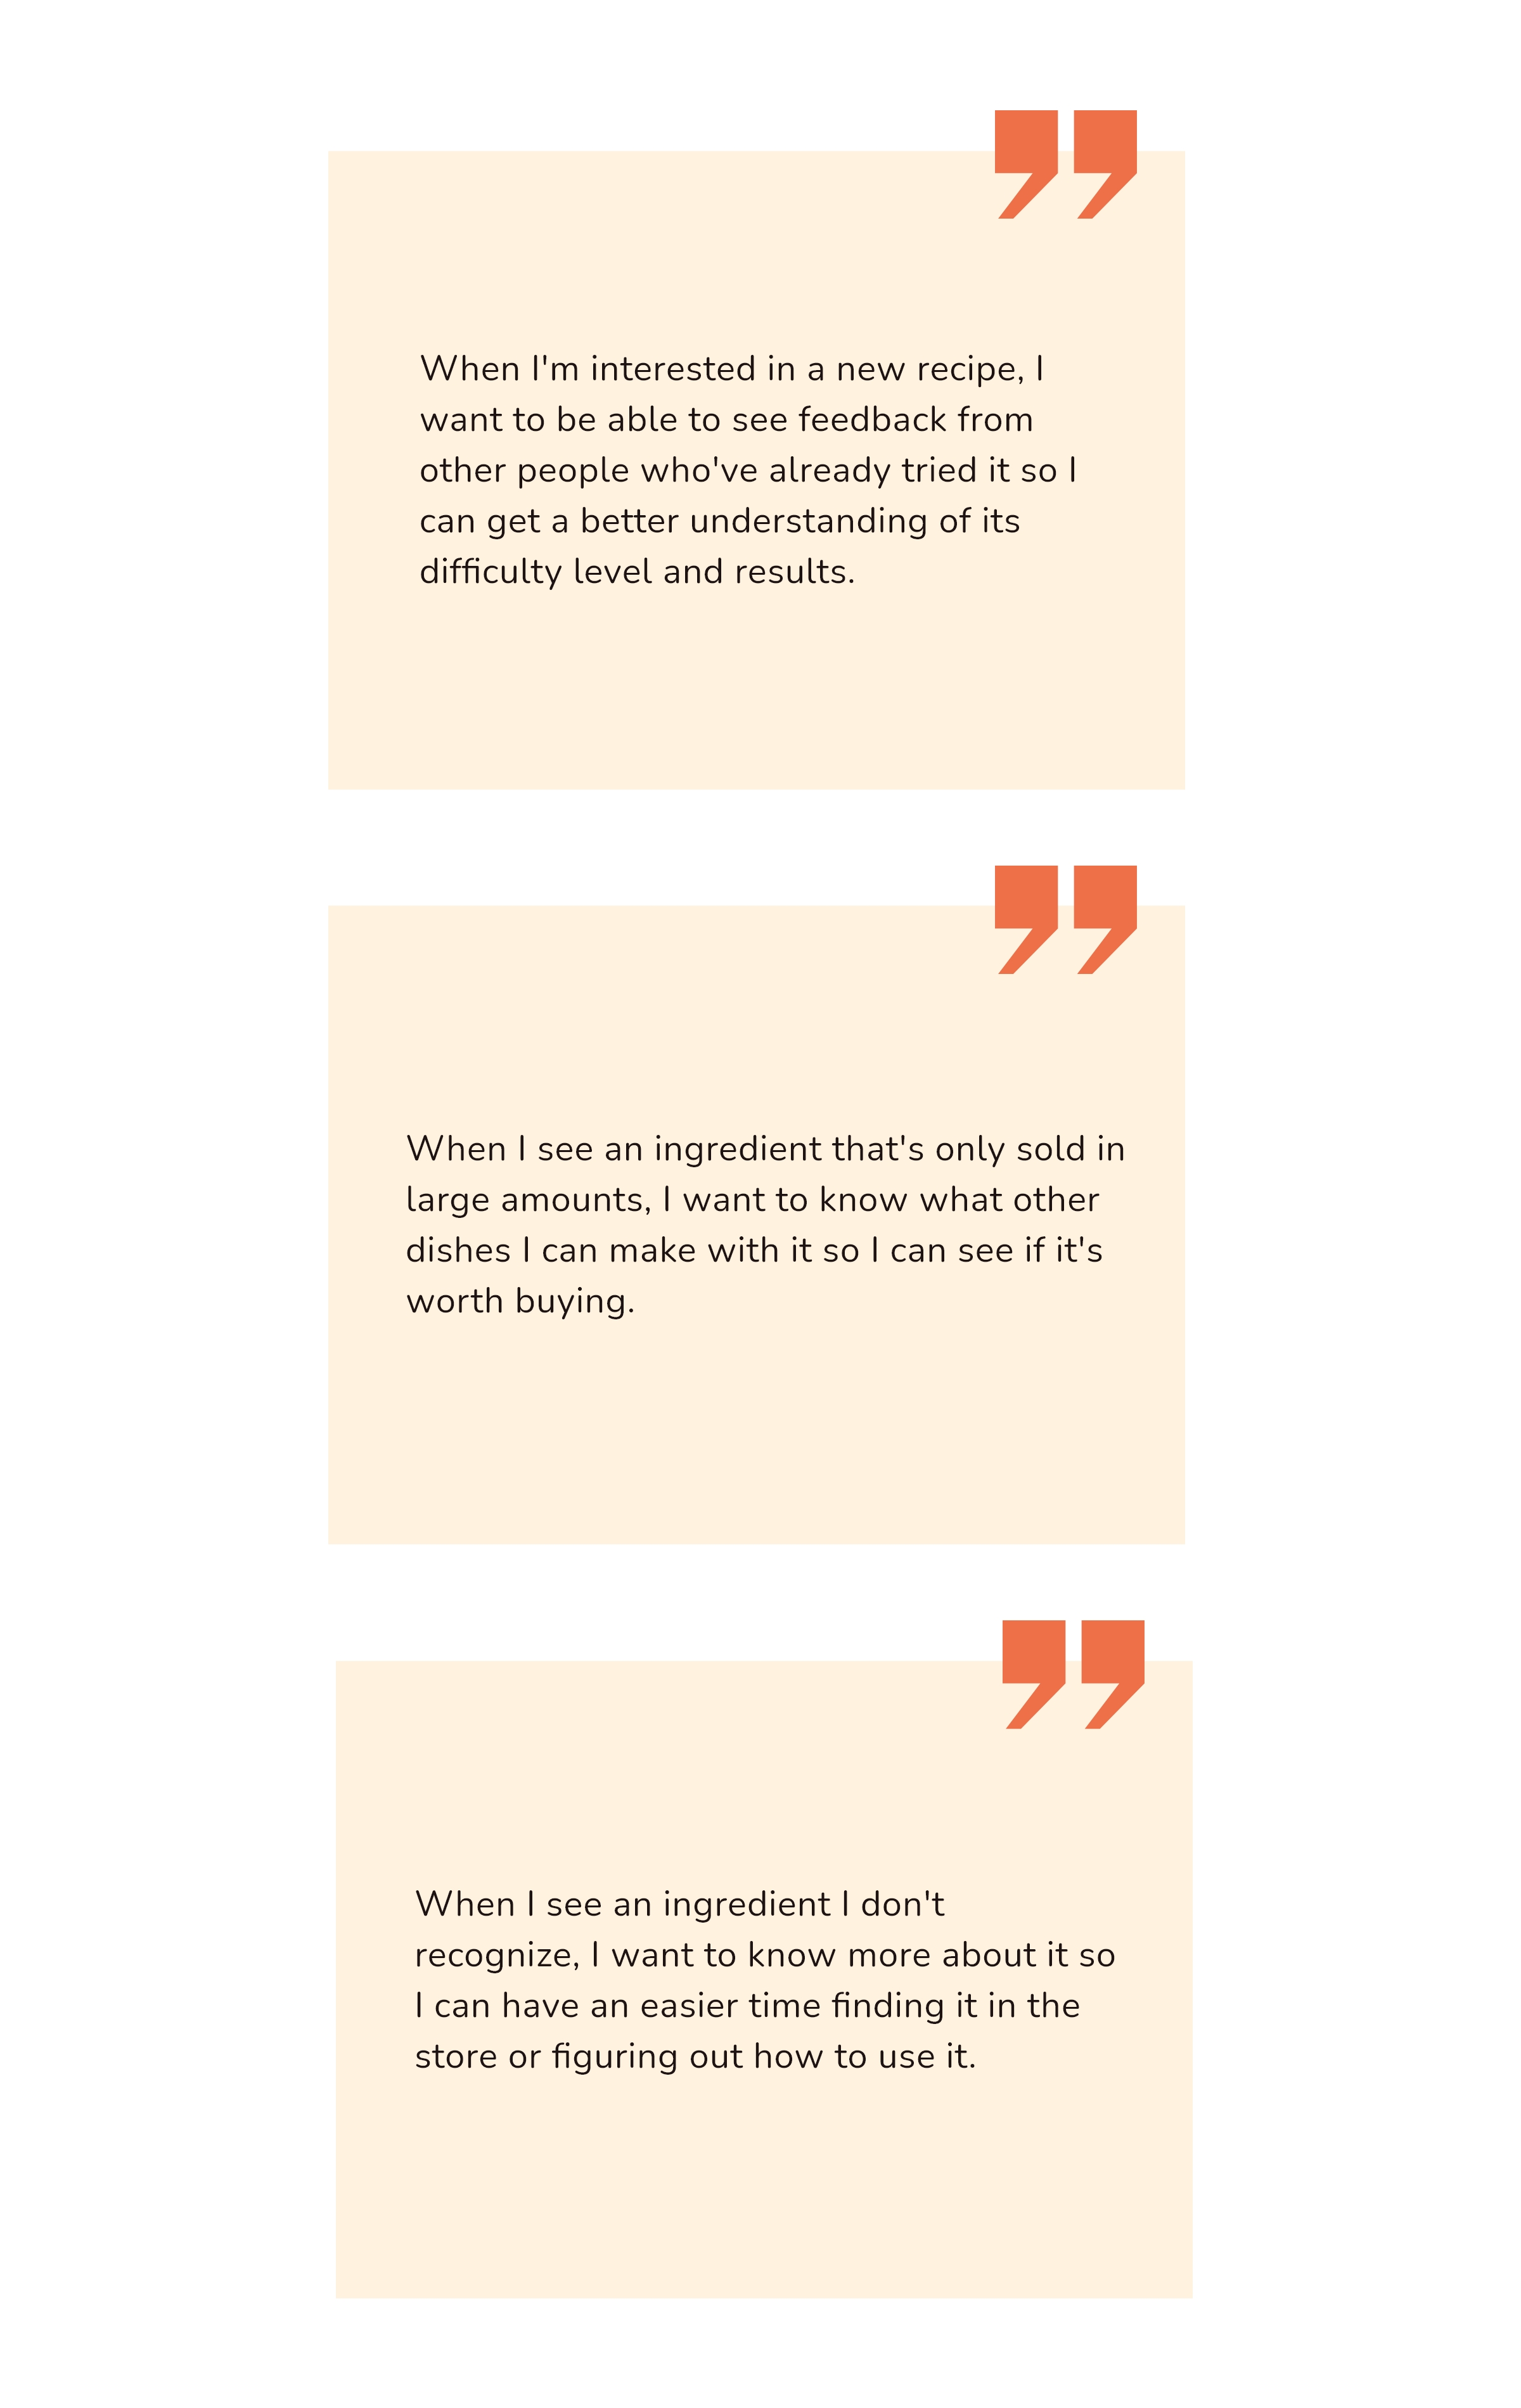 When I'm interested in a new recipe, I
want to be able to see feedback from
other people who've already tried it so I
can get a better understanding of its
difficulty level and results.
When I see an ingredient that's only sold in
large amounts, I want to know what other
dishes I can make with it so I can see if it's
worth buying.
When I see an ingredient I don't
recognize, I want to know more about it so
I can have an easier time finding it in the
store or figuring out how to use it.